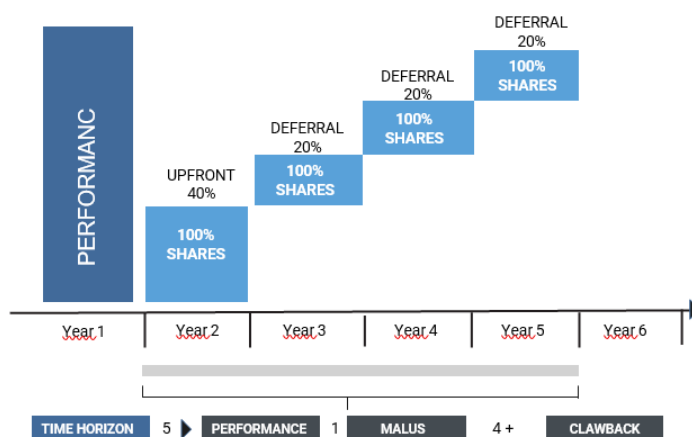 DEFERRAL
20%
100%
SHARES
DEFERRAL
20%
100%
SHARES
DEFERRAL
20%
100%
SHARES
UPFRONT
40%
100%
SHARES
PERFORMANC
Year 1 Year 2 Year 3 Year 4 Year 5 Year 6
TIME HORIZON 5 PERFORMANCE 1 MALUS 4 + CLAWBACK